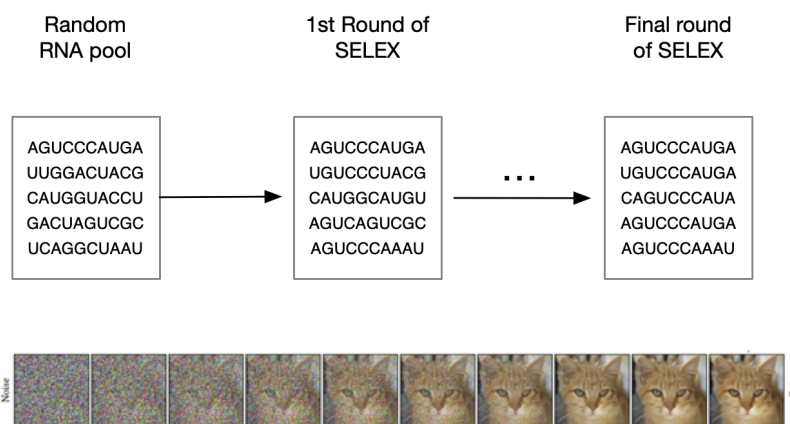 Random
RNA pool
1st Round of
SELEX
Final round
of SELEX
AGUCCCAUGA
UUGGACUACG
CAUGGUACCU
GACUAGUCGC
UCAGGCUAAU
AGUCCCAUGA
UGUCCCUACG
CAUGGCAUGU
AGUCAGUCGC
AGUCCCAAAU
...
AGUCCCAUGA
UGUCCCAUGA
CAGUCCCAUA
AGUCCCAUGA
AGUCCCAAAU
Noise